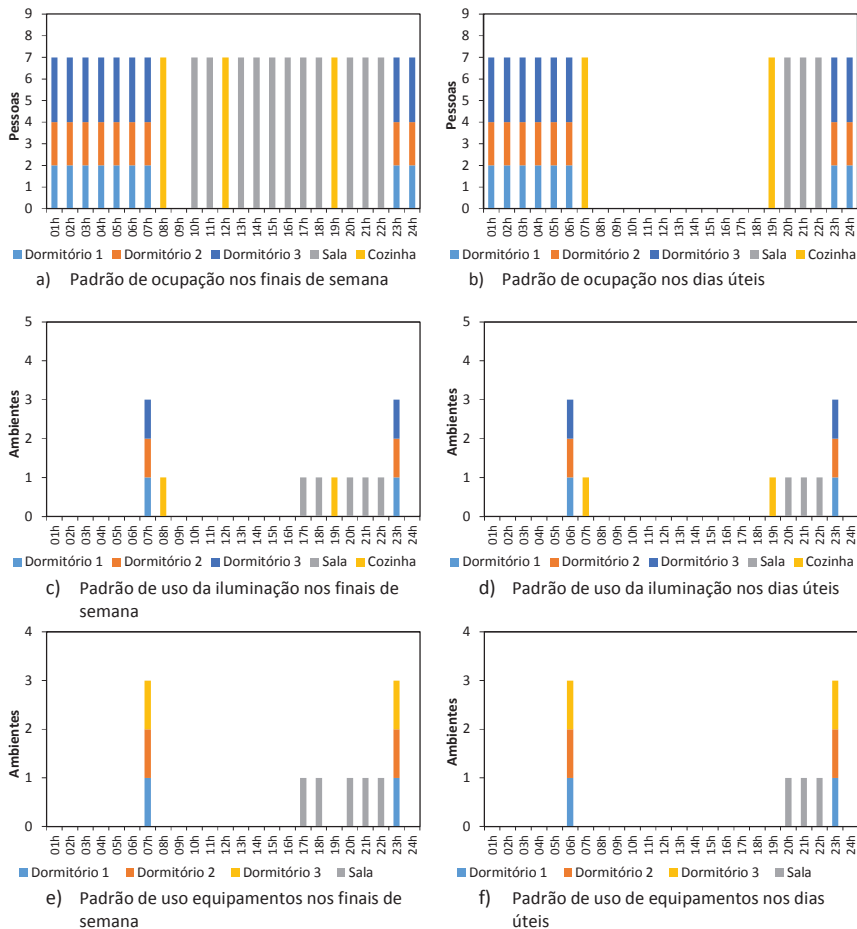 9
8
7
6
5
4
3
2
1
0
Pessoas
01h 02h 03h 04h 05h 06h 07h 08h 09h 10h 11h 12h 13h 14h 15h 16h 17h 18h 19h 20h 21h 22h 23h 24h
Dormitório 1 Dormitório 2 Dormitório 3 Sala Cozinha
a) Padrão de ocupação nos finais de semana
9
8
7
6
5
4
3
2
1
0
Pessoas
01h 02h 03h 04h 05h 06h 07h 08h 09h 10h 11h 12h 13h 14h 15h 16h 17h 18h 19h 20h 21h 22h 23h 24h
Dormitório 1 Dormitório 2 Dormitório 3 Sala Cozinha
b) Padrão de ocupação nos dias úteis
5
4
3
2
1
0
Ambientes
01h 02h 03h 04h 05h 06h 07h 08h 09h 10h 11h 12h 13h 14h 15h 16h 17h 18h 19h 20h 21h 22h 23h 24h
Dormitório 1 Dormitório 2 Dormitório 3 Sala Cozinha
c) Padrão de uso da iluminação nos finais de
semana
5
4
3
2
1
0
Ambientes
01h 02h 03h 04h 05h 06h 07h 08h 09h 10h 11h 12h 13h 14h 15h 16h 17h 18h 19h 20h 21h 22h 23h 24h
Dormitório 1 Dormitório 2 Dormitório 3 Sala Cozinha
d) Padrão de uso da iluminação nos dias úteis
4
3
2
1
0
Ambientes
01h 02h 03h 04h 05h 06h 07h 08h 09h 10h 11h 12h 13h 14h 15h 16h 17h 18h 19h 20h 21h 22h 23h 24h
Dormitório 1 Dormitório 2 Dormitório 3 Sala
e) Padrão de uso equipamentos nos finais de
semana
4
3
2
1
0
Ambientes
01h 02h 03h 04h 05h 06h 07h 08h 09h 10h 11h 12h 13h 14h 15h 16h 17h 18h 19h 20h 21h 22h 23h 24h
Dormitório 1 Dormitório 2 Dormitório 3 Sala
f) Padrão de uso de equipamentos nos dias
úteis